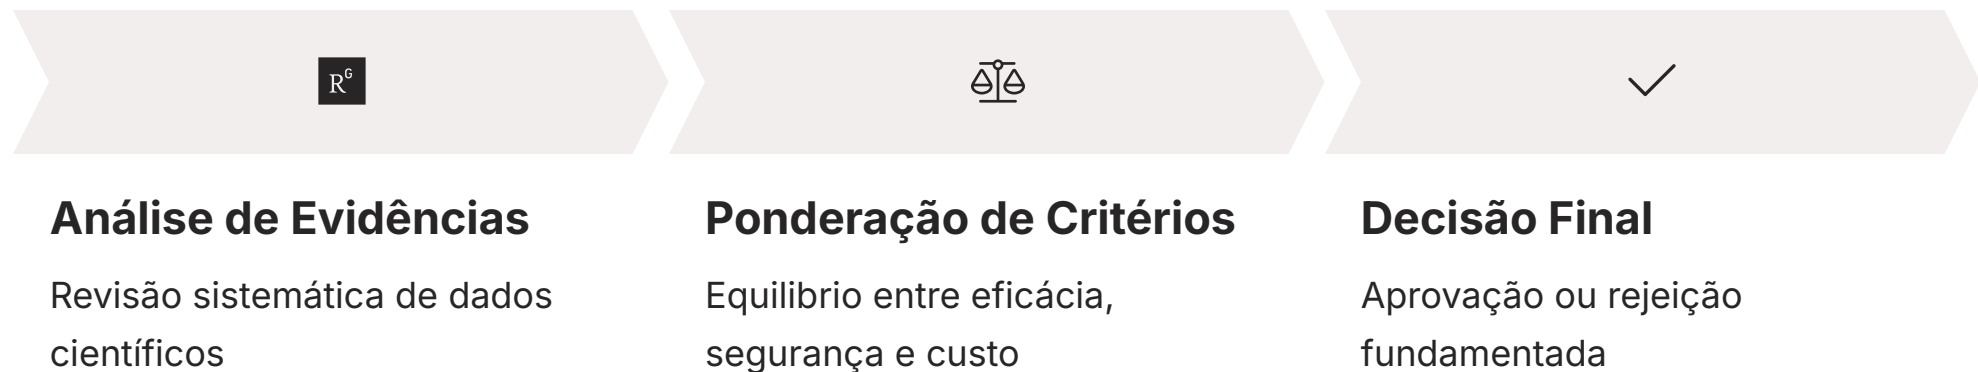 RG
Análise de Evidências
Revisão sistemática de dados
científicos
Ponderação de Critérios
Equilibrio entre eficácia,
segurança e custo
Decisão Final
Aprovação ou rejeição
fundamentada